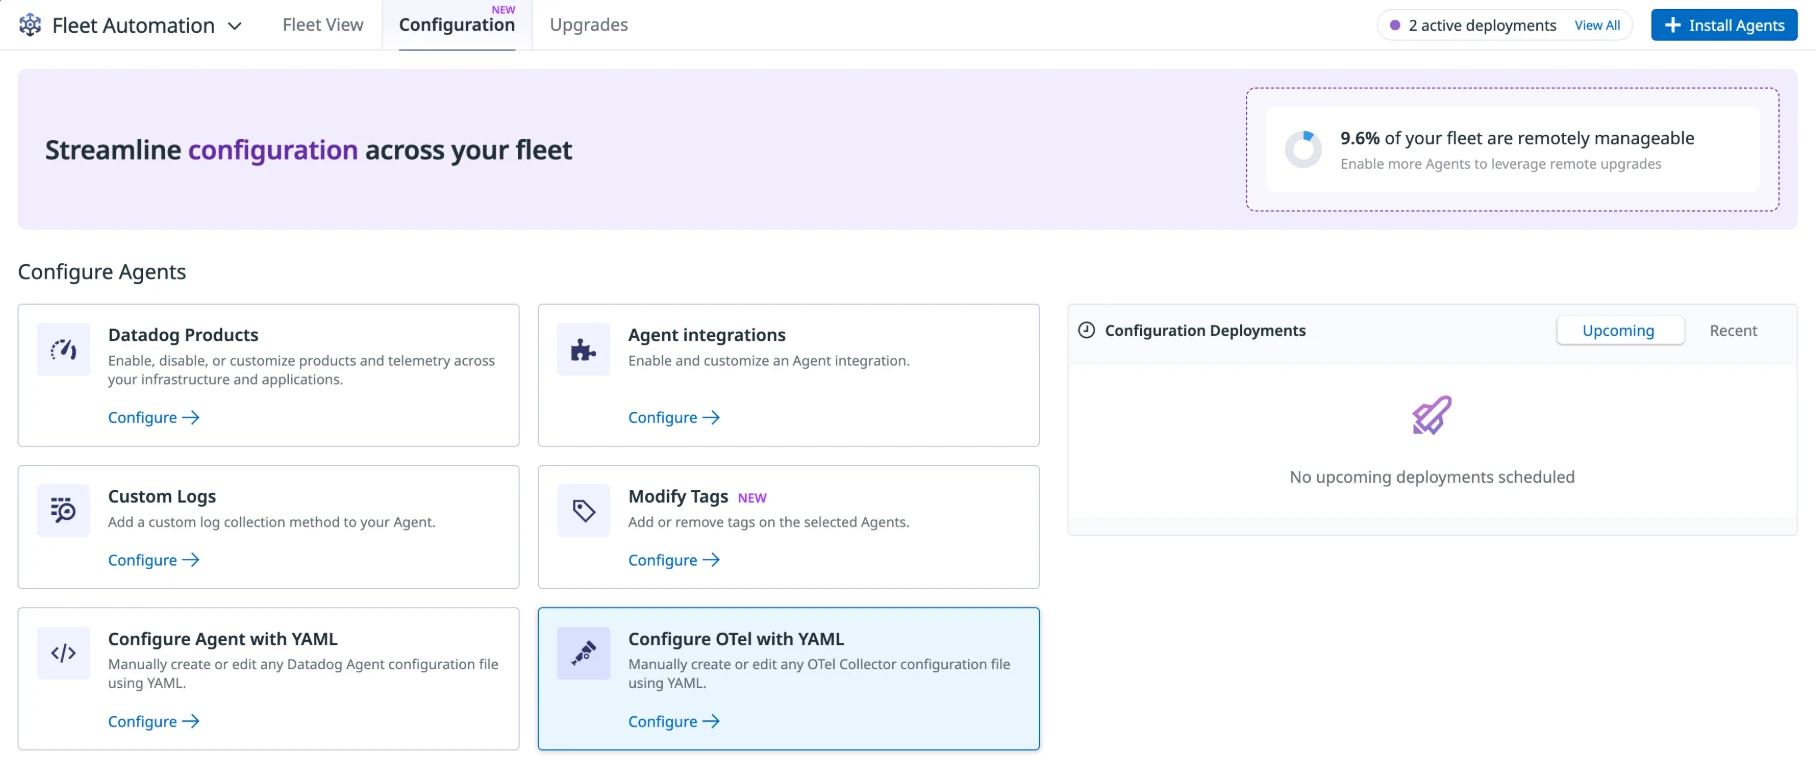 Fleet Automation
Fleet View
NEW
Configuration
Upgrades
2 active deployments View All
Install Agents
Streamline configuration across your fleet
9.6% of your fleet are remotely manageable
Enable more Agents to leverage remote upgrades
Configure Agents
Datadog Products
Enable, disable, or customize products and telemetry across
your infrastructure and applications.
Configure →
Agent integrations
Enable and customize an Agent integration.
Configure →
Configuration Deployments
Upcoming
Recent
No upcoming deployments scheduled
Custom Logs
Add a custom log collection method to your Agent.
Configure →
Modify Tags NEW
Add or remove tags on the selected Agents.
Configure →
Configure Agent with YAML
Manually create or edit any Datadog Agent configuration file
using YAML.
Configure →
Configure OTel with YAML
Manually create or edit any OTel Collector configuration file
using YAML.
Configure →